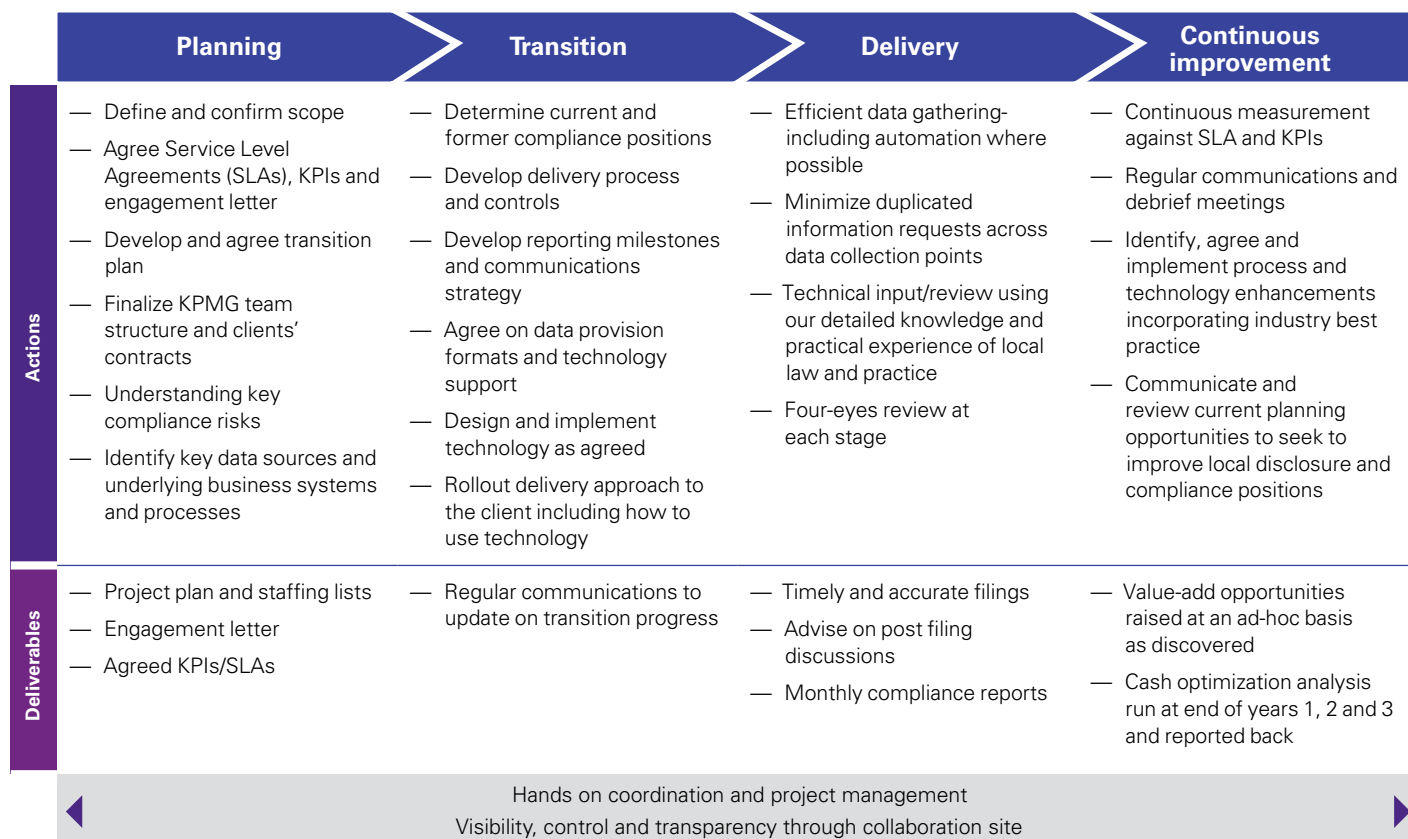 Planning
Transition
Delivery
Continuous
improvement
Actions
— Define and confirm scope
— Agree Service Level
Agreements (SLAs), KPIs and
engagement letter
— Develop and agree transition
plan
— Finalize KPMG team
structure and clients’
contracts
— Understanding key
compliance risks
— Identify key data sources and
underlying business systems
and processes
— Determine current and
former compliance positions
— Develop delivery process
and controls
— Develop reporting milestones
and communications
strategy
— Agree on data provision
formats and technology
support
— Design and implement
technology as agreed
— Rollout delivery approach to
the client including how to
use technology
— Efficient data gathering-
including automation where
possible
— Minimize duplicated
information requests across
data collection points
— Technical input/review using
our detailed knowledge and
practical experience of local
law and practice
— Four-eyes review at
each stage
— Continuous measurement
against SLA and KPIs
— Regular communications and
debrief meetings
— Identify, agree and
implement process and
technology enhancements
incorporating industry best
practice
— Communicate and
review current planning
opportunities to seek to
improve local disclosure and
compliance positions
Deliverables
— Project plan and staffing lists
— Engagement letter
— Agreed KPIs/SLAs
— Regular communications to
update on transition progress
— Timely and accurate filings
— Advise on post filing
discussions
— Monthly compliance reports
— Value-add opportunities
raised at an ad-hoc basis
as discovered
— Cash optimization analysis
run at end of years 1, 2 and 3
and reported back
Hands on coordination and project management
Visibility, control and transparency through collaboration site